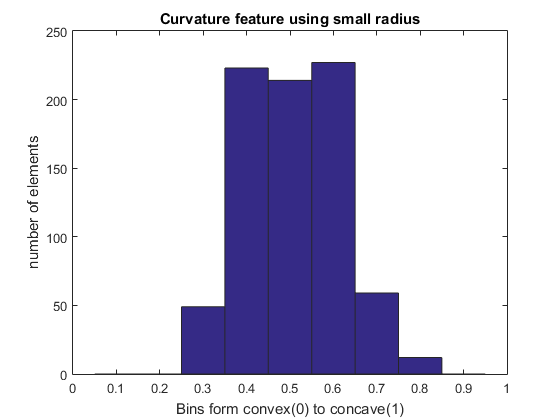 Curvature feature using small radius
250
200
150
100
50
0
number of elements
0 0.1 0.2 0.3 0.4 0.5 0.6 0.7 0.8 0.9 1
Bins form convex(0) to concave(1)